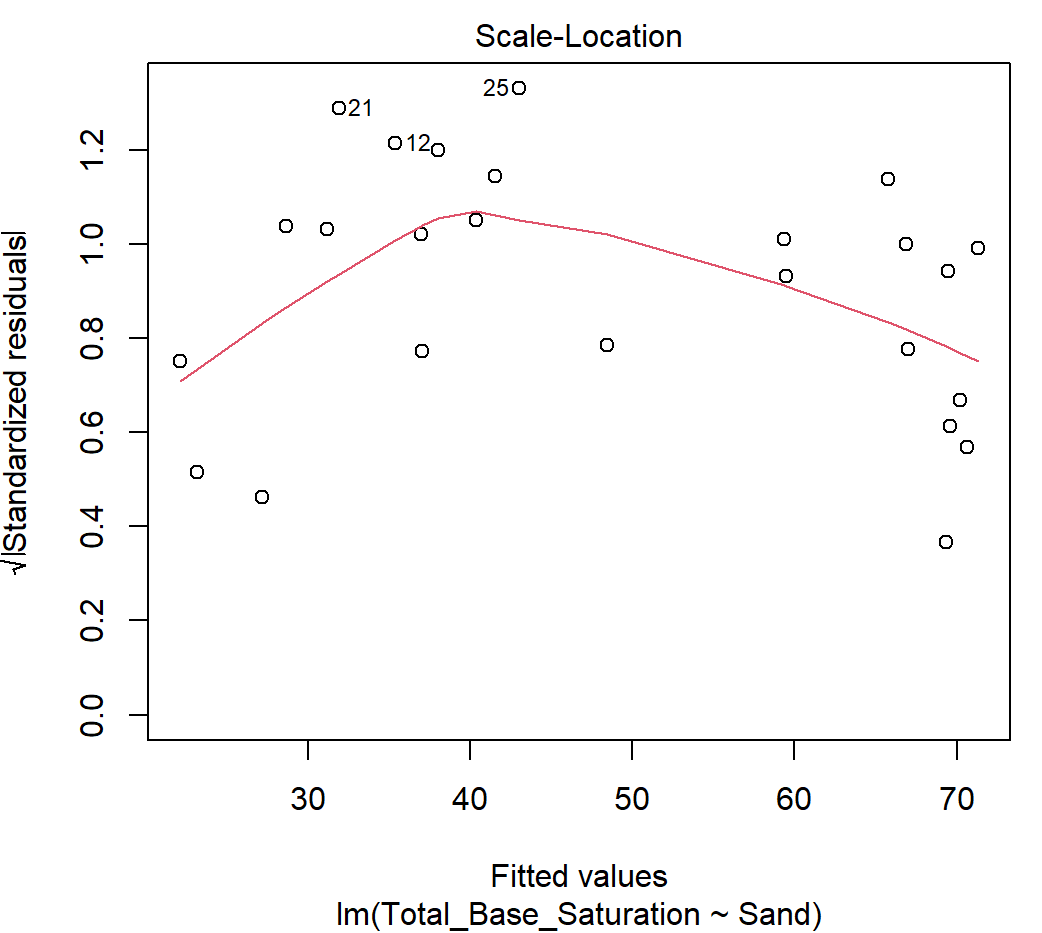 Scale-Location
√|Standardized residuals|
1.2
1.0
0.8
0.6
0.4
0.2
0.0
25
21
12
30 40 50 60 70
Fitted values
lm(Total_Base_Saturation ~ Sand)